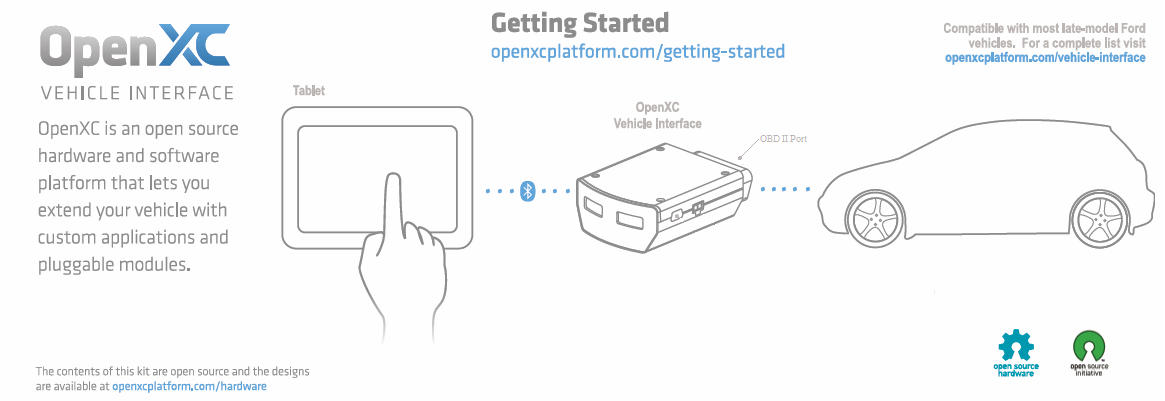 OpenXC
VEHICLE INTERFACE
OpenXC is an open source
hardware and software
platform that lets you
extend your vehicle with
custom applications and
pluggable modules.
Getting Started
openxcplatform.com/getting-started
Compatible with most late-model Ford
vehicles. For a complete list visit
openxcplatform.com/vehicle-interface
Tablet
OpenXC
Vehicle Interface
OBD II Port
The contents of this kit are open source and the designs
are available at openxcplatform.com/hardware
open source
hardware
open source
initiative